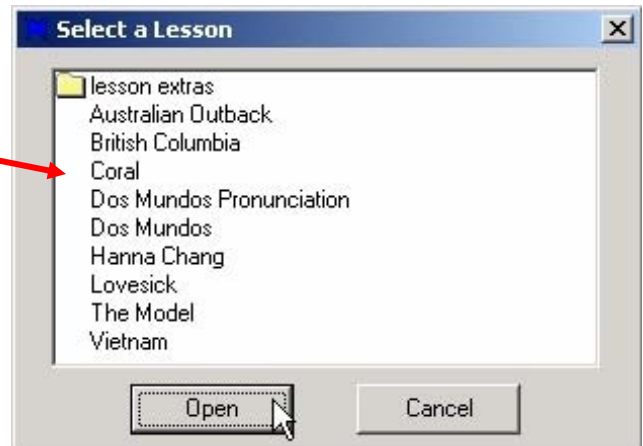 Select a Lesson
lesson extras
Australian Outback
British Columbia
Coral
Dos Mundos Pronunciation
Dos Mundos
Hanna Chang
Lovesick
The Model
Vietnam
Open Cancel